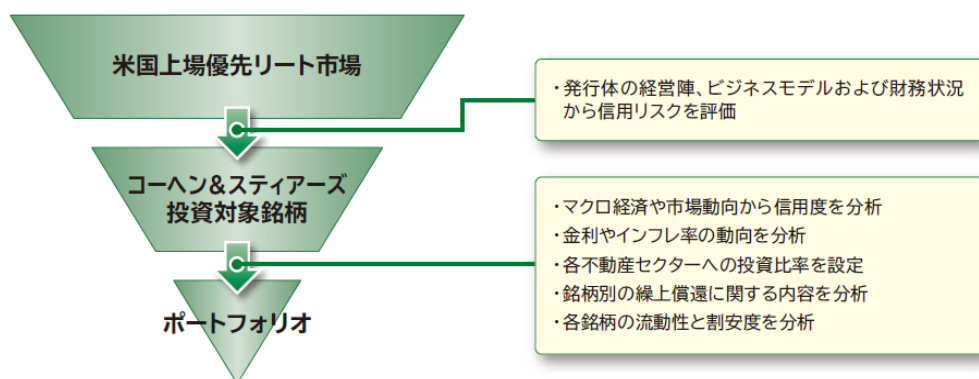 米国上場優先リート市場
・発行体の経営陣、ビジネスモデルおよび財務状況
から信用リスクを評価
コーヘン&スティアーズ
投資対象銘柄
・マクロ経済や市場動向から信用度を分析
・金利やインフレ率の動向を分析
・各不動産セクターへの投資比率を設定
・銘柄別の繰上償還に関する内容を分析
・各銘柄の流動性と割安度を分析
ポートフォリオ